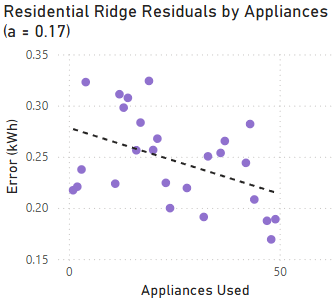 Residential Ridge Residuals by Appliances
(a = 0.17)
0.35
0.30
0.25
0.20
0.15
Error (kWh)
0
50
Appliances Used